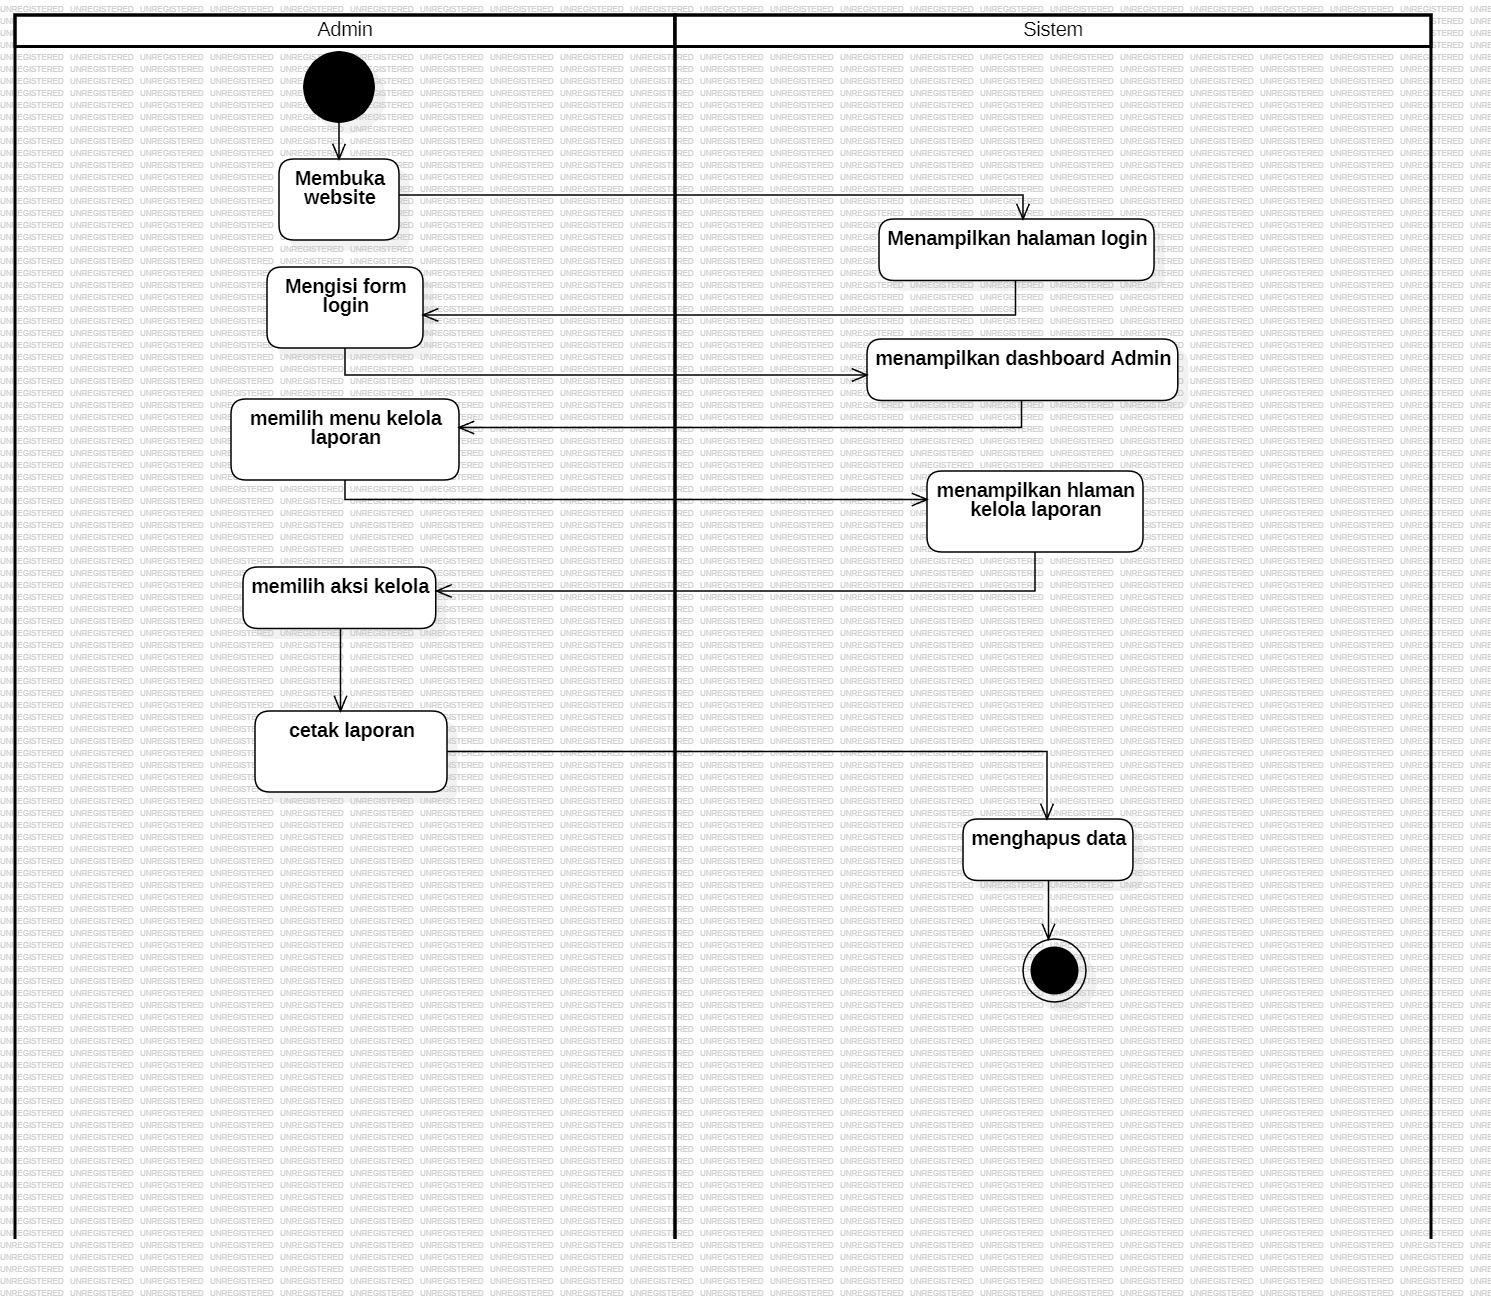 Admin
Sistem
Membuka
website
Menampilkan halaman login
Mengisi form
login
menampilkan dashboard Admin
memilih menu kelola
laporan
menampilkan hlaman
kelola laporan
memilih aksi kelola
cetak laporan
menghapus data
UNREGISTERED